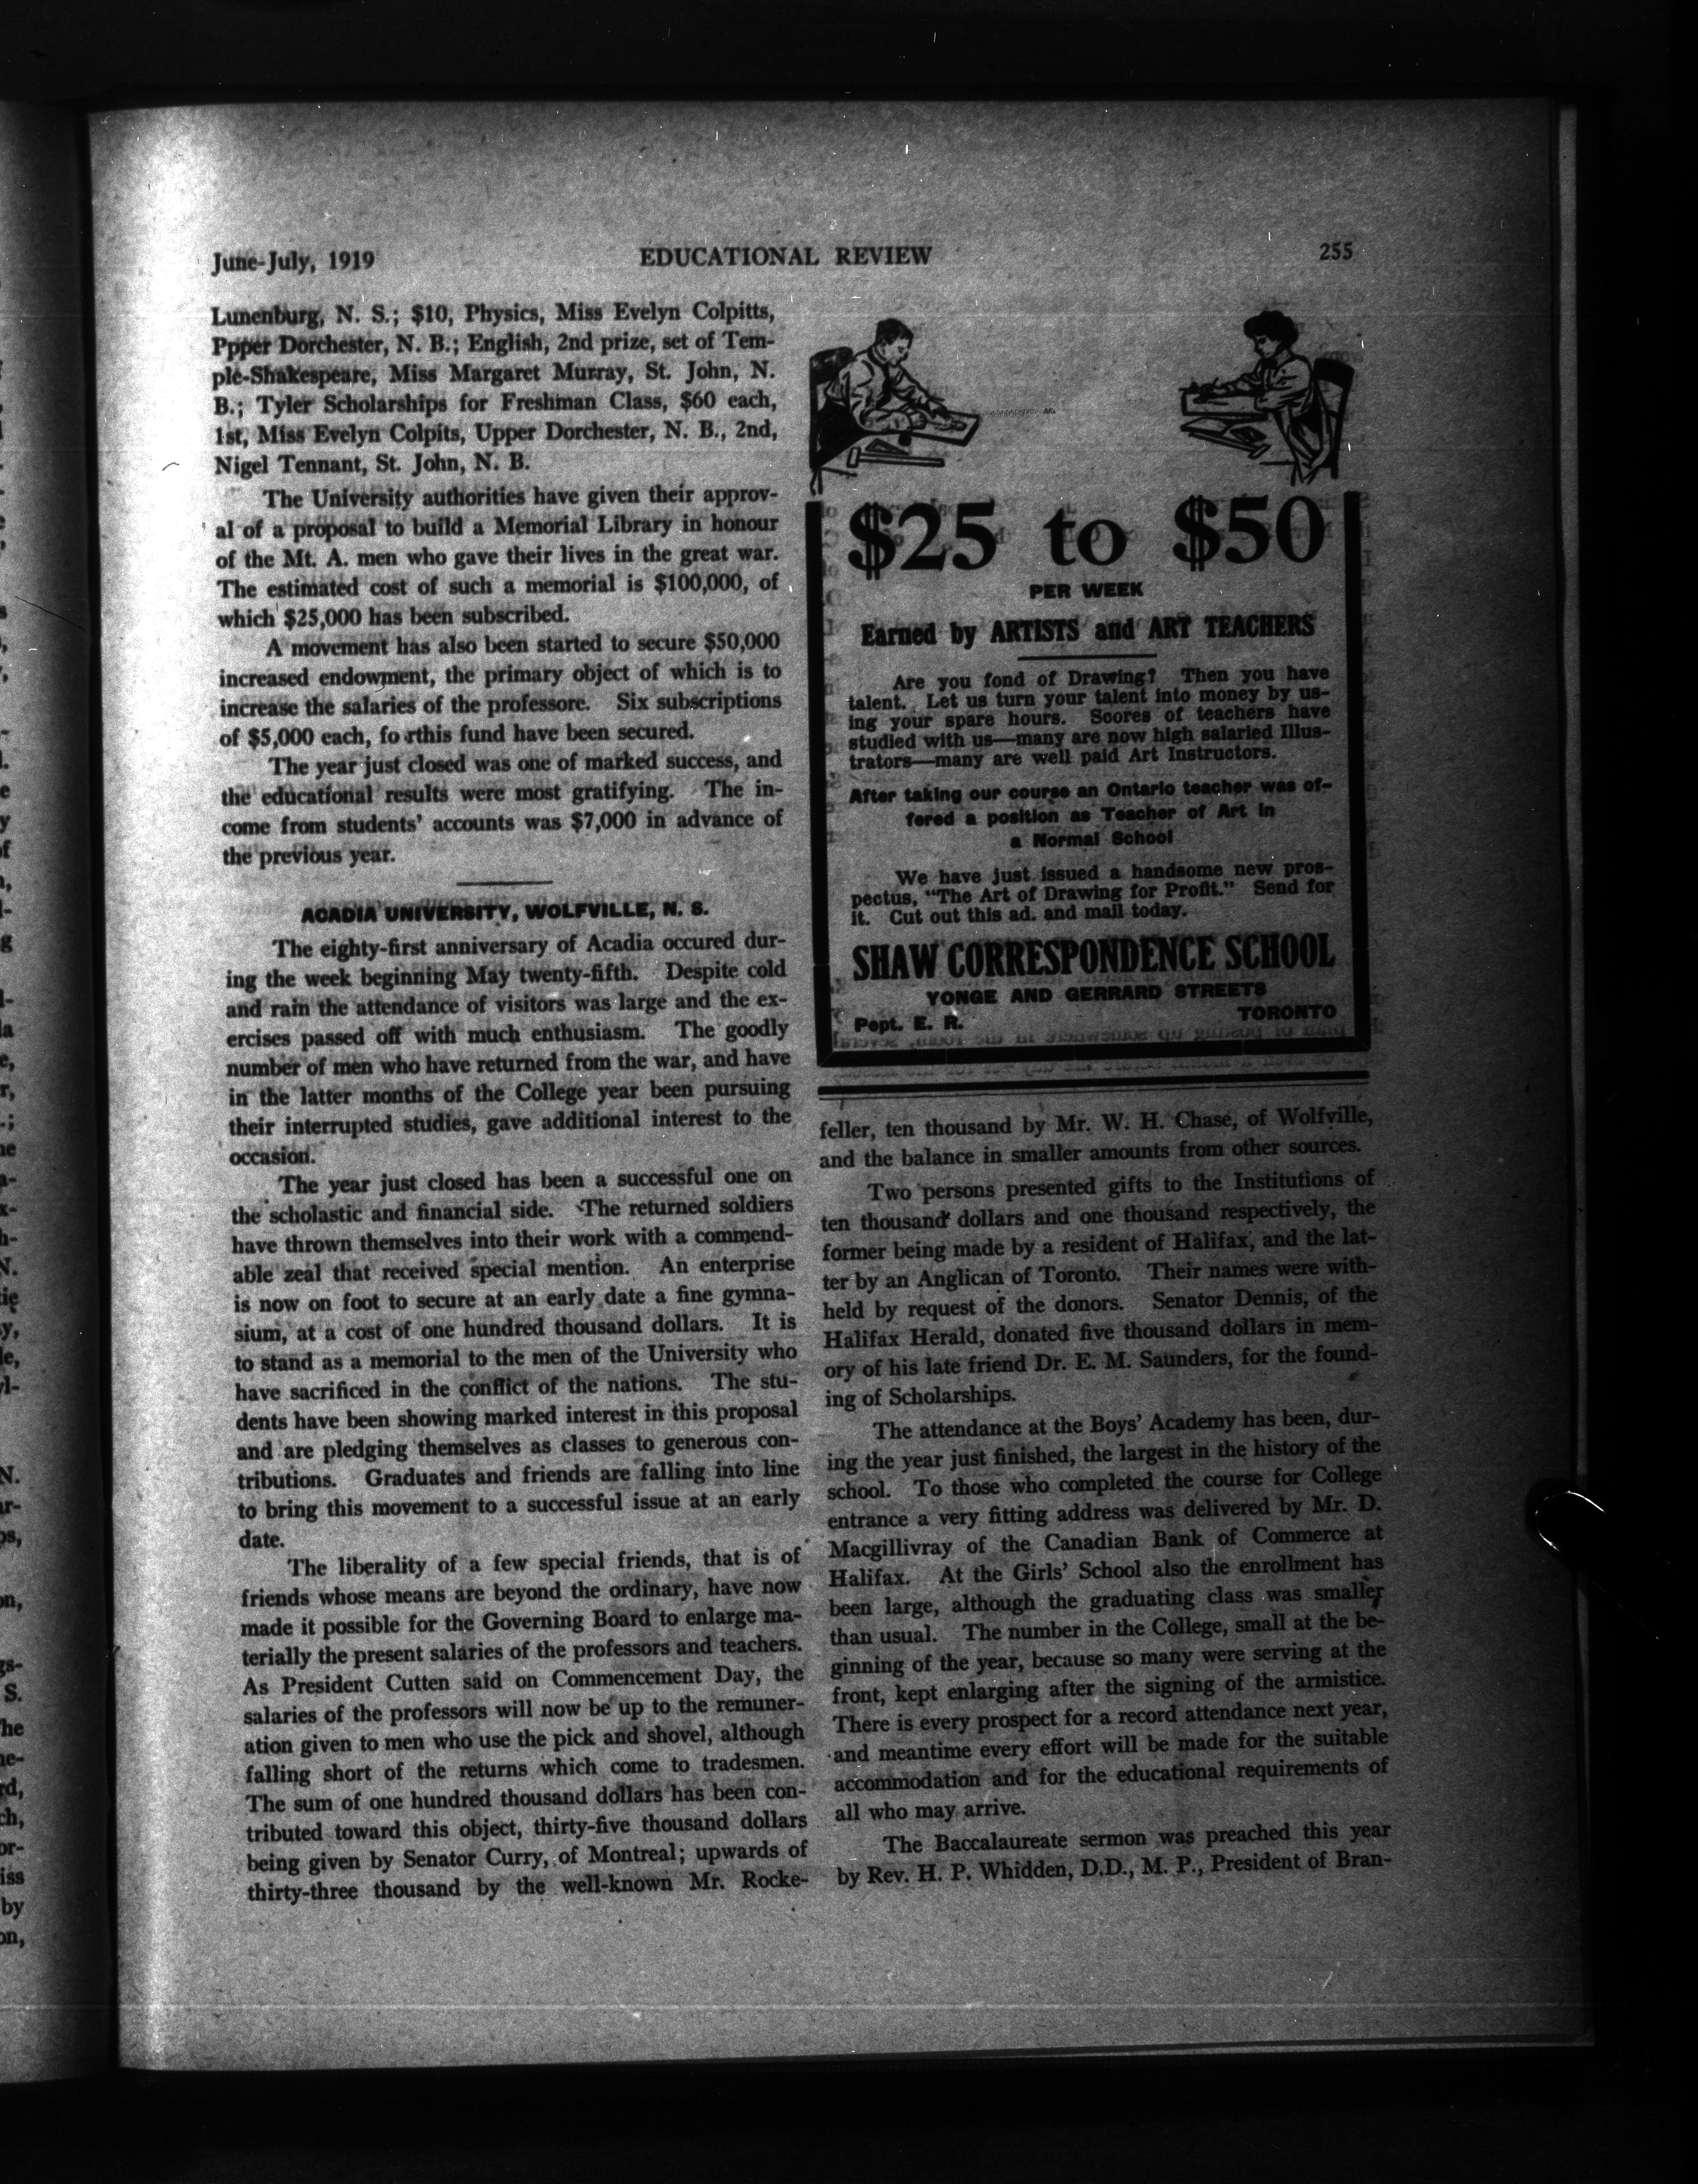 June-July, 1919
EDUCATIONAL REVIEW
255
Lunenburg, N. S.; $10, Physics, Miss Evelyn Colpitts,
Ppper Dorchester, N. B.; English, 2nd prize, set of Tem-
ple-Shakespeare, Miss Margaret Murray, St. John, N.
B.; Tyler Scholarships for Freshman Class, $60 each,
1st, Miss Evelyn Colpits, Upper Dorchester, N. B., 2nd,
Nigel Tennant, St. John, N. B.
The University authorities have given their approv-
al of a proposal to build a Memorial Library in honour
of the Mt. A. men who gave their lives in the great war.
The estimated cost of such a memorial is $100,000, of
which $25,000 has been subscribed.
A movement has also been started to secure $50,000
increased endowment, the primary object of which is to
increase the salaries of the professore. Six subscriptions
of $5,000 each, fo rthis fund have been secured.
The year just closed was one of marked success, and
the educational results were most gratifying. The in-
come from students' accounts was $7,000 in advance of
the previous year.
ACADIA UNIVERSITY, WOLFVILLE, N. S.
The eighty-first anniversary of Acadia occured dur-
ing the week beginning May twenty-fifth. Despite cold
and rain the attendance of visitors was large and the ex-
ercises passed off with much enthusiasm. The goodly
number of men who have returned from the war, and have
in the latter months of the College year been pursuing
their interrupted studies, gave additional interest to the
occasion.
The year just closed has been a successful one on
the scholastic and financial side. The returned soldiers
have thrown themselves into their work with a commend-
able zeal that received special mention. An enterprise
is now on foot to secure at an early date a fine gymna-
sium, at a cost of one hundred thousand dollars. It is
to stand as a memorial to the men of the University who
have sacrificed in the conflict of the nations. The stu-
dents have been showing marked interest in this proposal
and are pledging themselves as classes to generous con-
tributions. Graduates and friends are falling into line
to bring this movement to a successful issue at an early
date.
The liberality of a few special friends, that is of
friends whose means are beyond the ordinary, have now
made it possible for the Governing Board to enlarge ma-
terially the present salaries of the professors and teachers.
As President Cutten said on Commencement Day, the
salaries of the professors will now be up to the remuner-
ation given to men who use the pick and shovel, although
falling short of the returns which come to tradesmen.
The sum of one hundred thousand dollars has been con-
tributed toward this object, thirty-five thousand dollars
being given by Senator Curry, of Montreal; upwards of
thirty-three thousand by the well-known Mr. Rocke-
$25 to $50
PER WEEK
Earned by ARTISTS and ART TEACHERS
Are you fond of Drawing? Then you have
talent. Let us turn your talent into money by us-
ing your spare hours. Scores of teachers have
studied with us—many are now high salaried Illus-
trators—many are well paid Art Instructors.
After taking our course an Ontario teacher was of-
fered a position as Teacher of Art in
a Normal School
We have just issued a handsome new pros-
pectus, "The Art of Drawing for Profit." Send for
it. Cut out this ad. and mail today.
SHAW CORRESPONDENCE SCHOOL
YONGE AND GERRARD STREETS
Pept. E. R.
TORONTO
feller, ten thousand by Mr. W. H. Chase, of Wolfville,
and the balance in smaller amounts from other sources.
Two persons presented gifts to the Institutions of
ten thousand dollars and one thousand respectively, the
former being made by a resident of Halifax, and the lat-
ter by an Anglican of Toronto. Their names were with-
held by request of the donors. Senator Dennis, of the
Halifax Herald, donated five thousand dollars in mem-
ory of his late friend Dr. E. M. Saunders, for the found-
ing of Scholarships.
The attendance at the Boys' Academy has been, dur-
ing the year just finished, the largest in the history of the
school. To those who completed the course for College
entrance a very fitting address was delivered by Mr. D.
Macgillivray of the Canadian Bank of Commerce at
Halifax. At the Girls' School also the enrollment has
been large, although the graduating class was smaller
than usual. The number in the College, small at the be-
ginning of the year, because so many were serving at the
front, kept enlarging after the signing of the armistice.
There is every prospect for a record attendance next year,
and meantime every effort will be made for the suitable
accommodation and for the educational requirements of
all who may arrive.
The Baccalaureate sermon was preached this year
by Rev. H. P. Whidden, D.D., M. P., President of Bran-